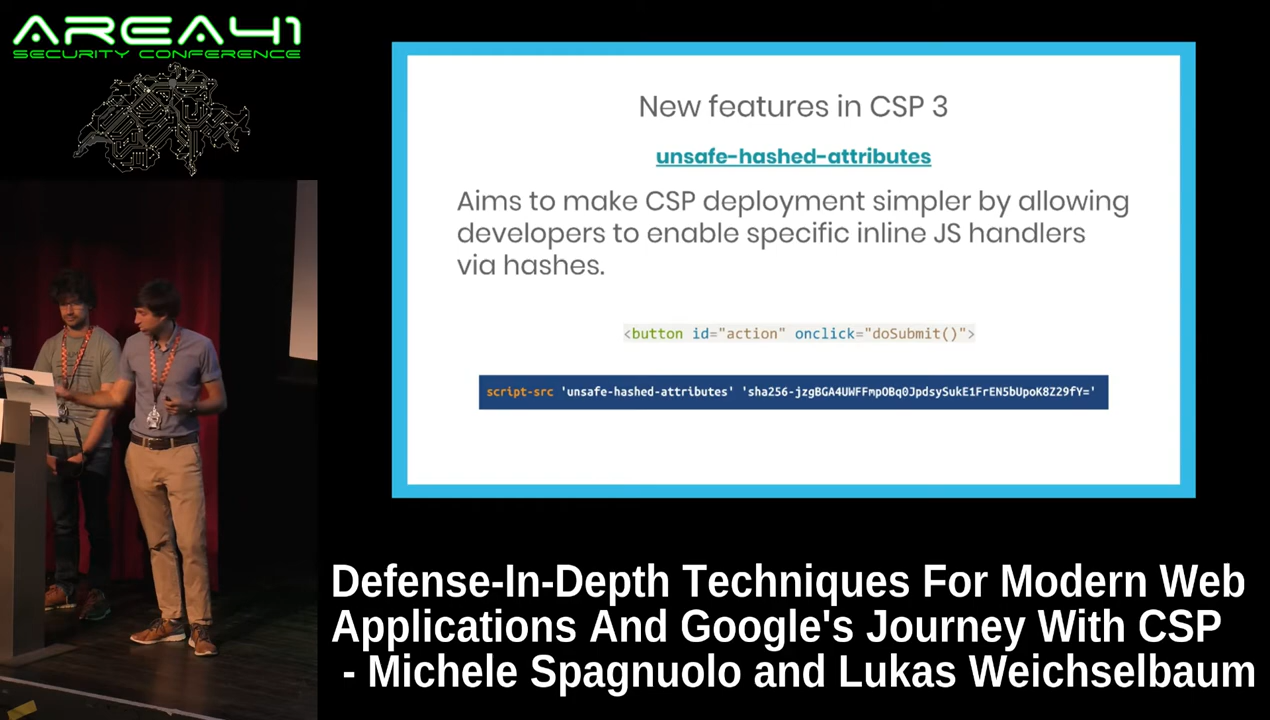 AREA41
SECURITY CONFERENCE
New features in CSP 3
unsafe-hashed-attributes
Aims to make CSP deployment simpler by allowing
developers to enable specific inline JS handlers
via hashes.
<button id="action" onclick="doSubmit()">
script-src 'unsafe-hashed-attributes' 'sha256-jzgBGA4UWFFmpOBq0JpdsySukE1FrEN5bUpoK8Z29fY='
Defense-In-Depth Techniques For Modern Web
Applications And Google's Journey With CSP
- Michele Spagnuolo and Lukas Weichselbaum